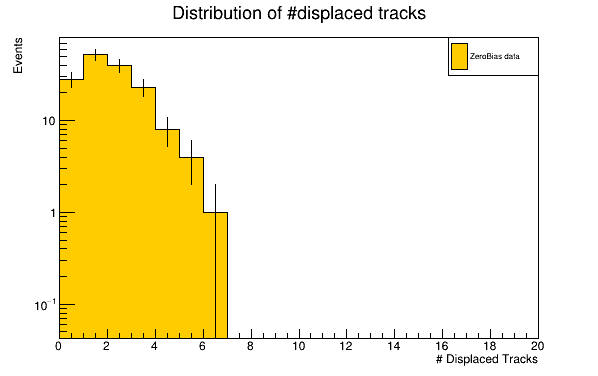 Distribution of #displaced tracks
Events
ZeroBias data
10
1
10⁻¹
0 2 4 6 8 10 12 14 16 18 20
# Displaced Tracks